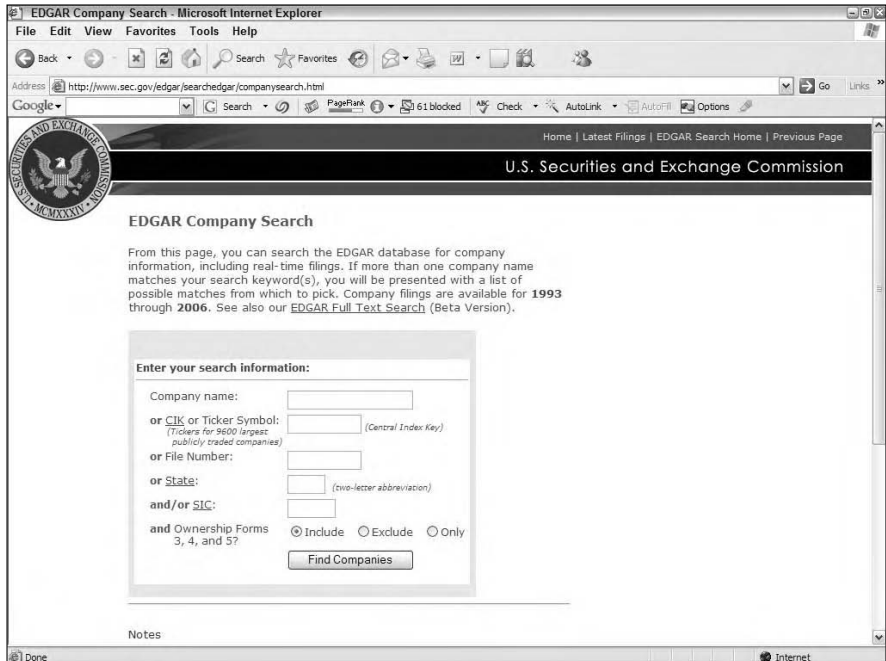 EDGAR Company Search - Microsoft Internet Explorer
File Edit View Favorites Tools Help
Back Search Favorites
Address http://www.sec.gov/edgar/searchedgar/companysearch.html Go Links »
Google Search PageRank 61 blocked ABC Check AutoLink AutoFill Options
Home | Latest Filings | EDGAR Search Home | Previous Page
U.S. Securities and Exchange Commission
U.S. SECURITIES AND EXCHANGE COMMISSION
MCMXXXIV
EDGAR Company Search
From this page, you can search the EDGAR database for company
information, including real-time filings. If more than one company name
matches your search keyword(s), you will be presented with a list of
possible matches from which to pick. Company filings are available for 1993
through 2006. See also our EDGAR Full Text Search (Beta Version).
Enter your search information:
Company name:
or CIK or Ticker Symbol: (Central Index Key)
(Tickers for 9600 largest
publicly traded companies)
or File Number:
or State: (two-letter abbreviation)
and/or SIC:
and Ownership Forms Include Exclude Only
3, 4, and 5?
Find Companies
Notes
Done Internet